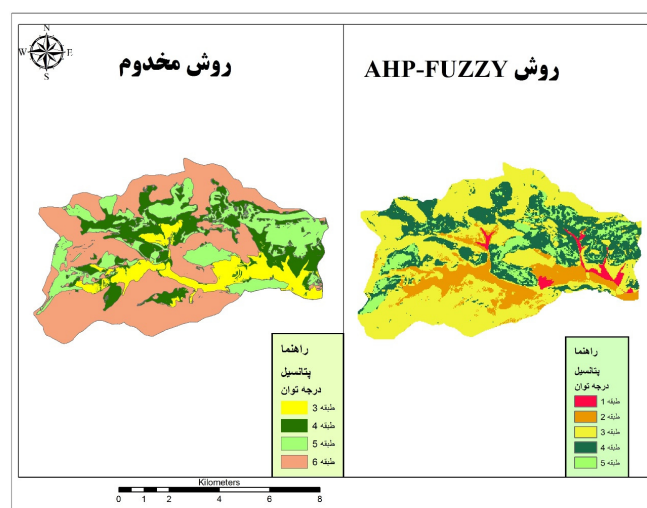 N
W E
S
روش مخدوم
روش AHP-FUZZY
راهنما
پتانسیل
درجه توان
طبقه 3
طبقه 4
طبقه 5
طبقه 6
راهنما
پتانسیل
درجه توان
طبقه 1
طبقه 2
طبقه 3
طبقه 4
طبقه 5
Kilometers
0 1 2 4 6 8